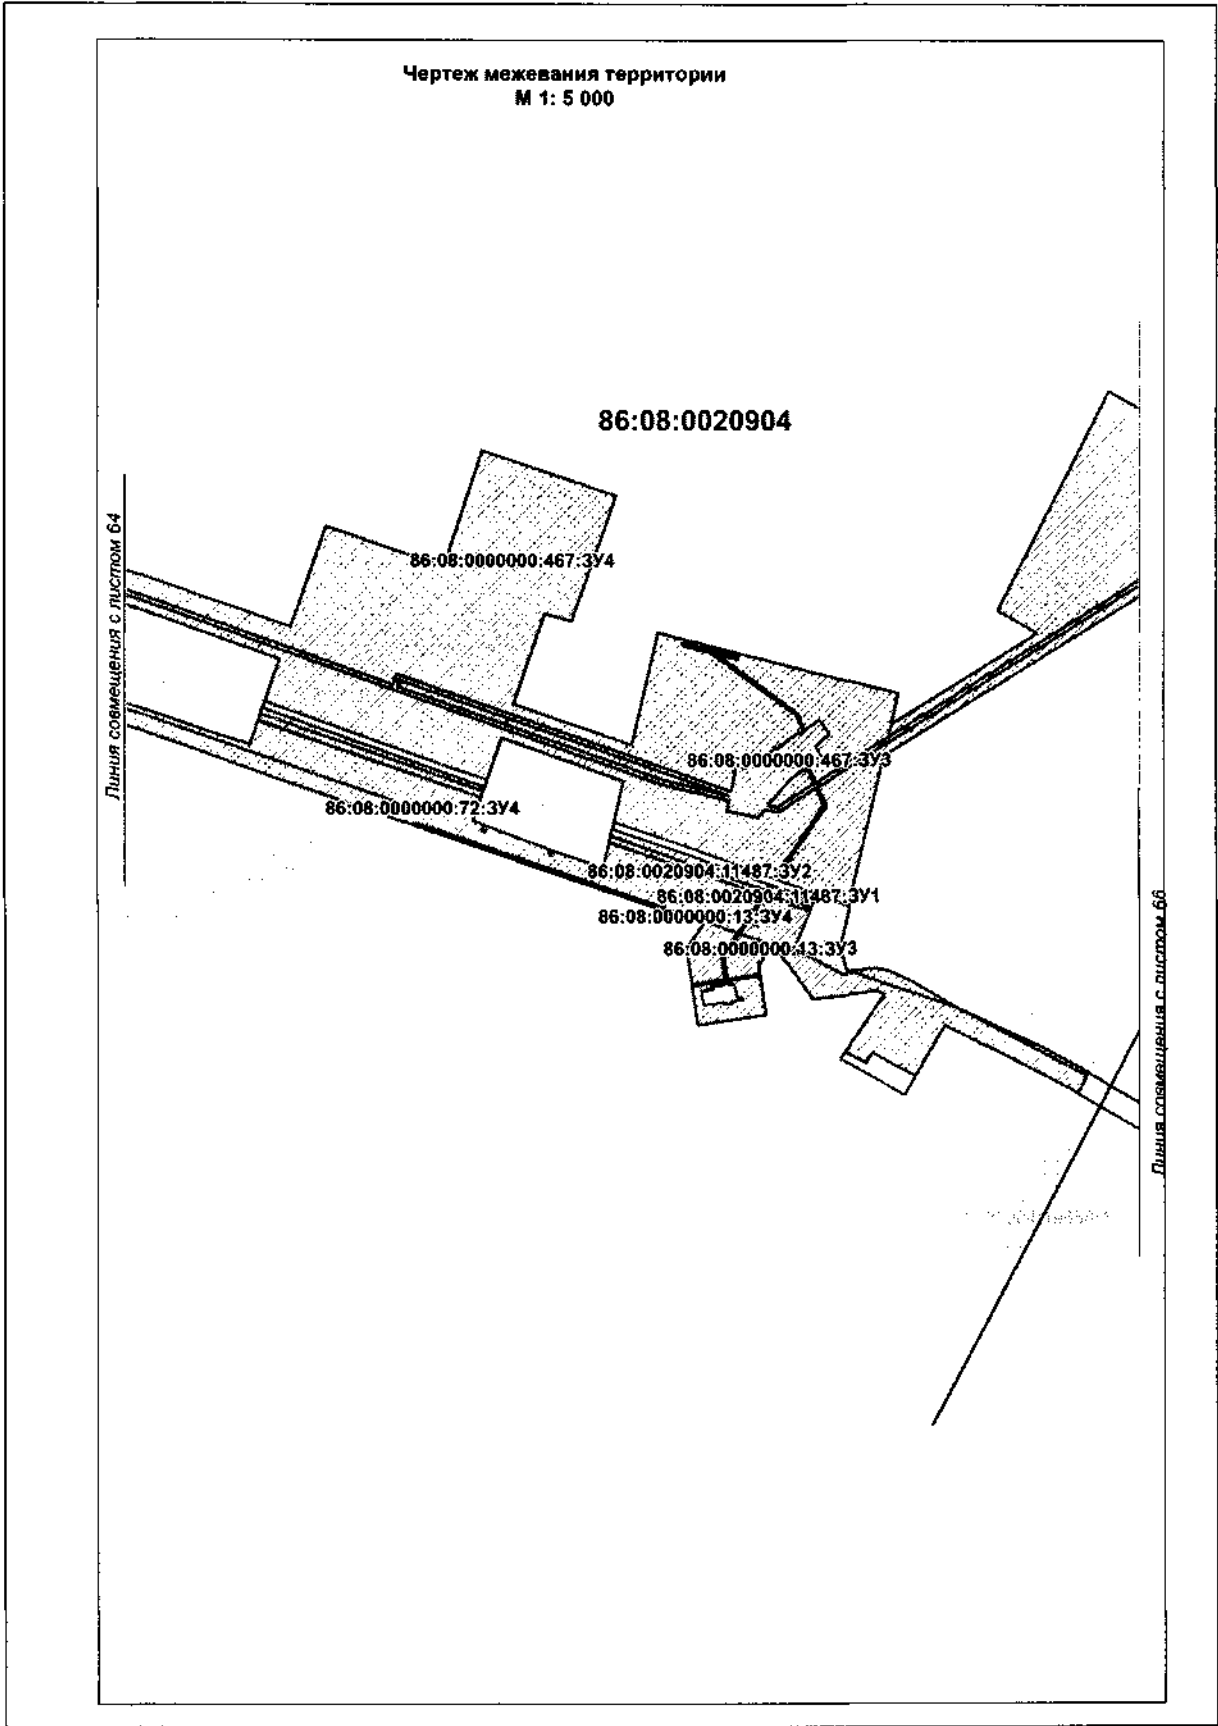 Чертеж межевания территории
М 1: 5 000
86:08:0020904
Линия совмещения с листом 64
86:08:0000000:467:ЗУ4
86:08:0000000:467:ЗУ3
86:08:0000000:72:ЗУ4
86:08:0020904:11487:ЗУ2
86:08:0020904:11487:ЗУ1
86:08:0000000:13:ЗУ4
86:08:0000000:13:ЗУ3
Линия совмещения с листом 66